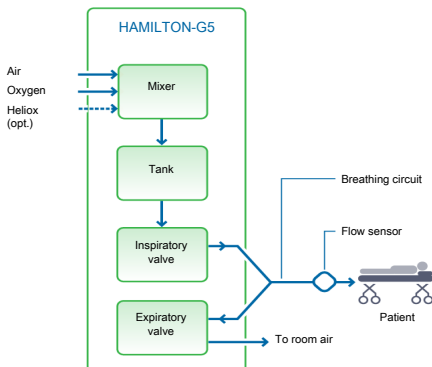 HAMILTON-G5
Air
Oxygen
Heliox
(opt.)
Mixer
Tank
Breathing circuit
Flow sensor
Inspiratory
valve
Expiratory
valve
Patient
To room air